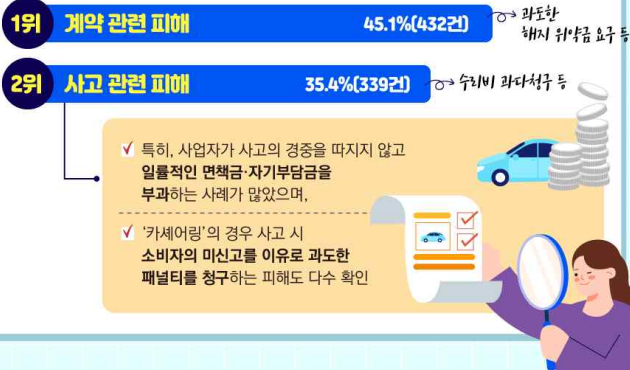 1위 계약 관련 피해 45.1%(432건) 과도한
해지 위약금 요구 등
2위 사고 관련 피해 35.4%(339건) 수리비 과다청구 등
특히, 사업자가 사고의 경중을 따지지 않고
일률적인 면책금·자기부담금을
부과하는 사례가 많았으며,
'카셰어링'의 경우 사고 시
소비자의 미신고를 이유로 과도한
패널티를 청구하는 피해도 다수 확인